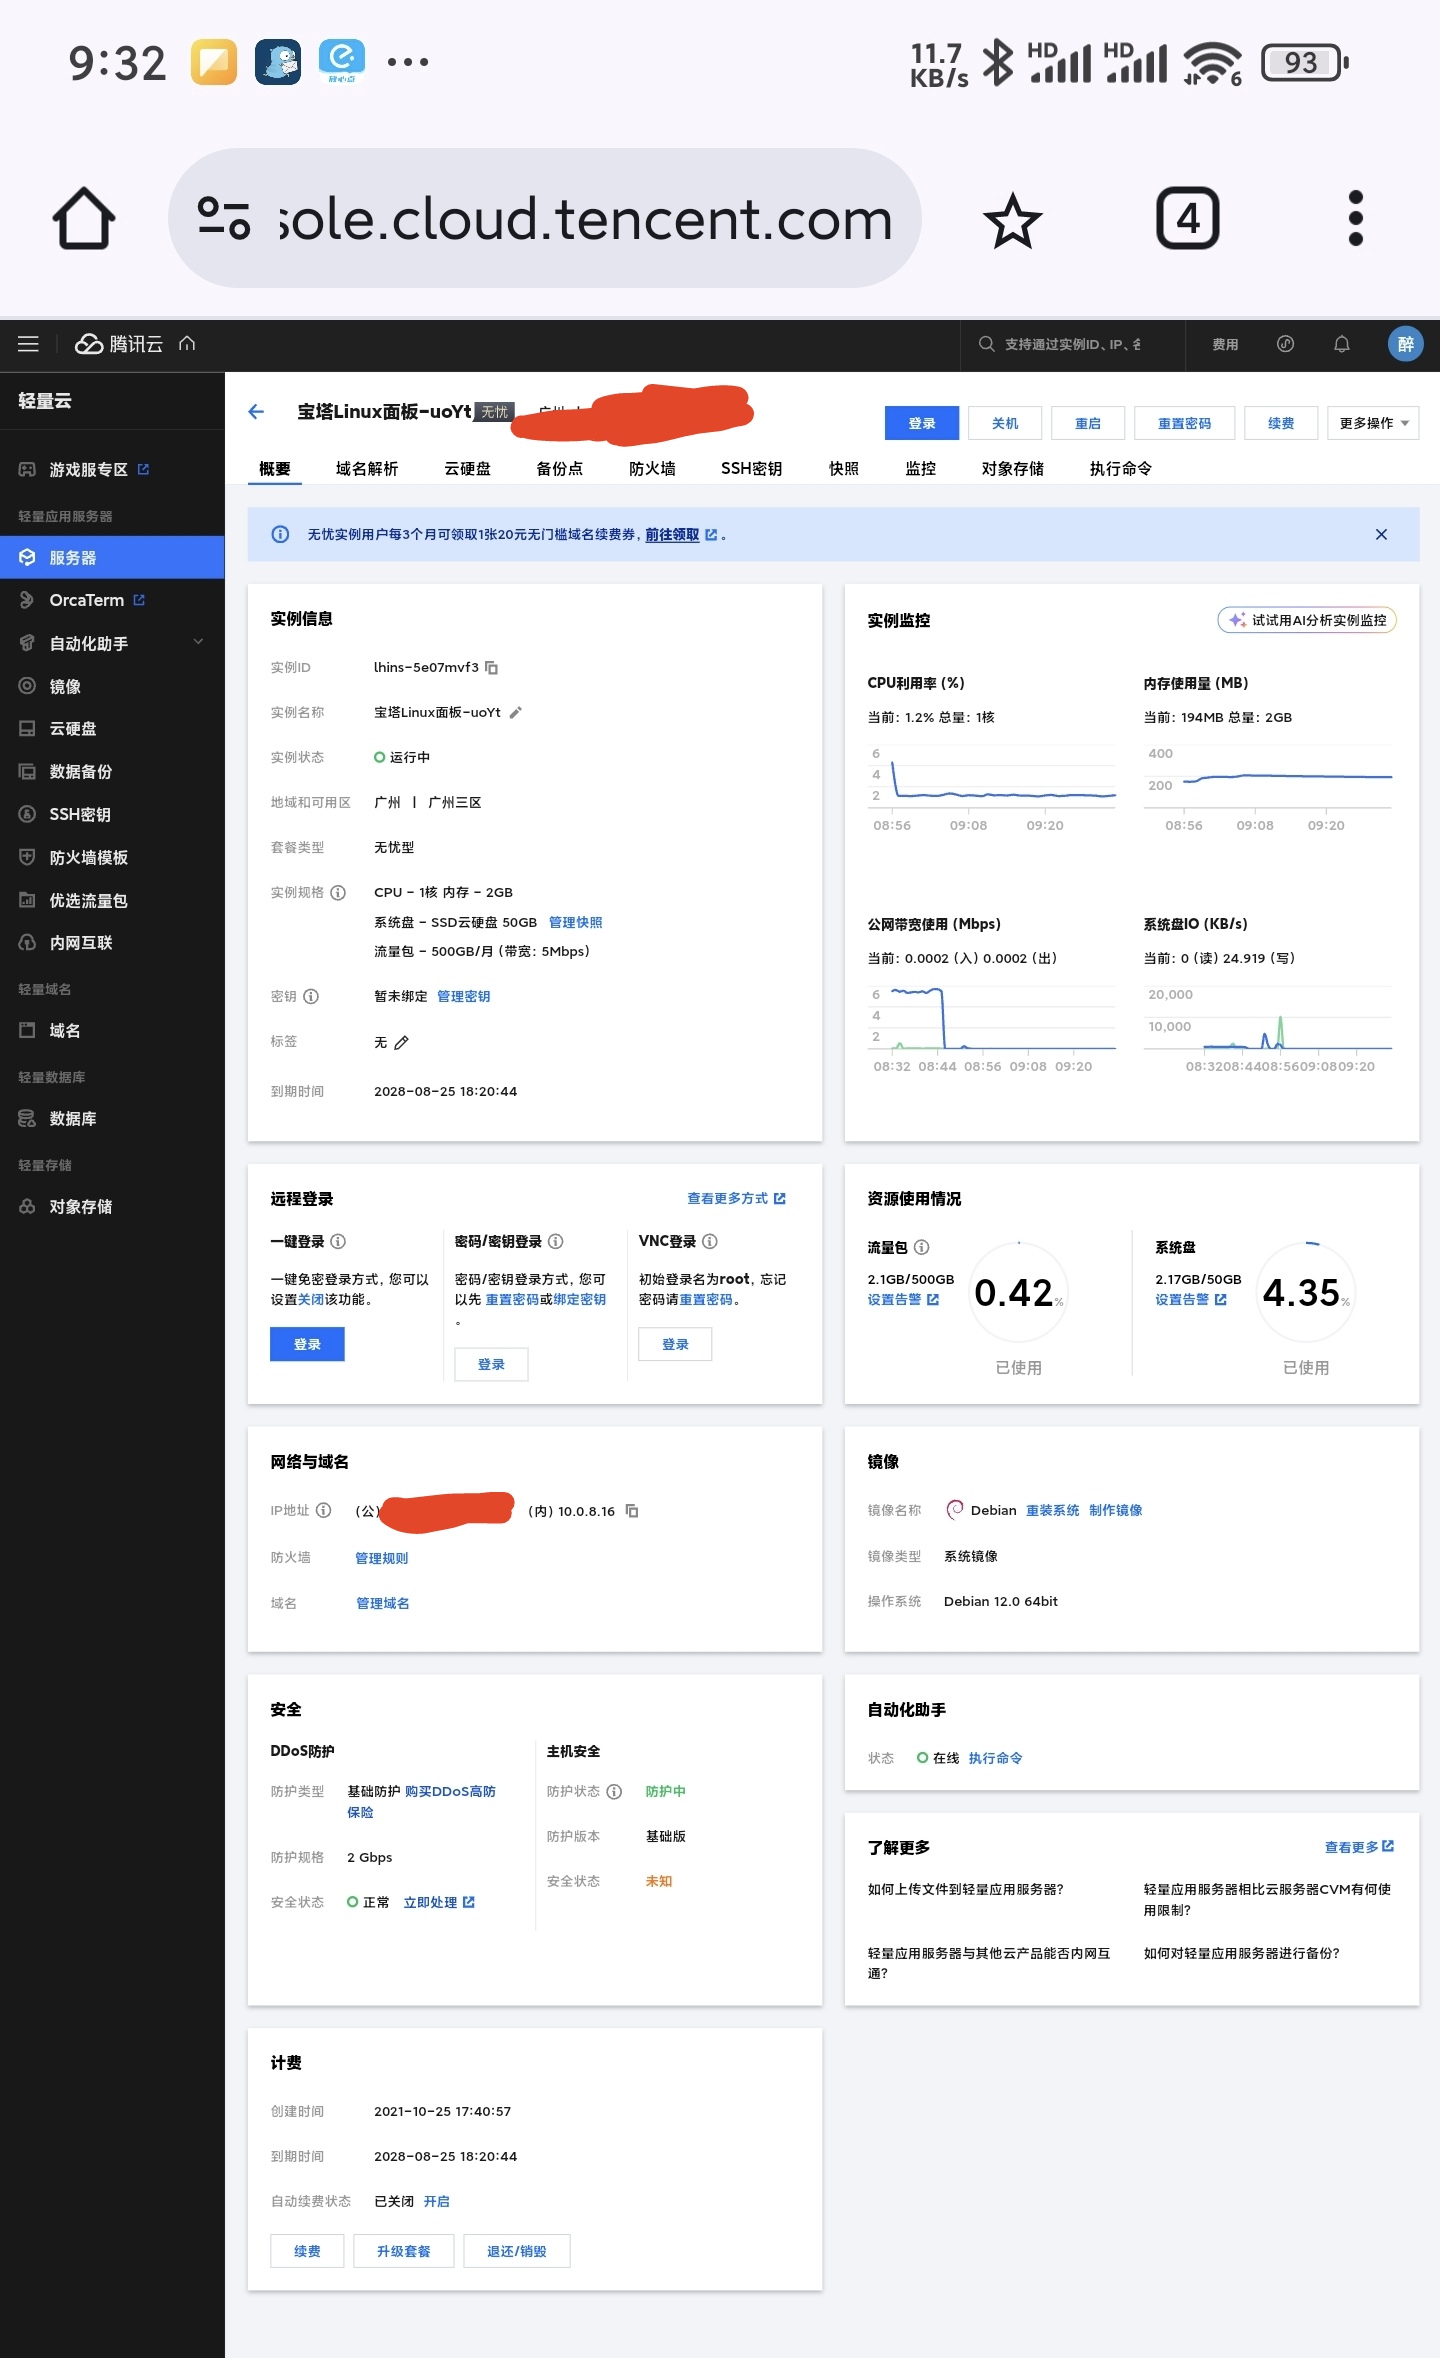 9:32
11.7 KB/s
HD HD 6 93
sole.cloud.tencent.com
4
腾讯云
支持通过实例ID、IP、
费用
醉
轻量云
游戏服专区
轻量应用服务器
服务器
OrcaTerm
自动化助手
镜像
云硬盘
数据备份
SSH密钥
防火墙模板
优选流量包
内网互联
轻量域名
域名
轻量数据库
数据库
轻量存储
对象存储
宝塔Linux面板-uoYt 无忧
登录 关机 重启 重置密码 续费 更多操作
概要 域名解析 云硬盘 备份点 防火墙 SSH密钥 快照 监控 对象存储 执行命令
无忧实例用户每3个月可领取1张20元无门槛域名续费券，前往领取 。
实例信息
实例ID lhins-5e07mvf3
实例名称 宝塔Linux面板-uoYt
实例状态 运行中
地域和可用区 广州 | 广州三区
套餐类型 无忧型
实例规格 CPU - 1核 内存 - 2GB
系统盘 - SSD云硬盘 50GB 管理快照
流量包 - 500GB/月 (带宽：5Mbps)
密钥 暂未绑定 管理密钥
标签 无
到期时间 2028-08-25 18:20:44
实例监控
试试用AI分析实例监控
CPU利用率 (%)
当前: 1.2% 总量: 1核
6
4
2
08:56 09:08 09:20
内存使用量 (MB)
当前: 194MB 总量: 2GB
400
200
08:56 09:08 09:20
公网带宽使用 (Mbps)
当前: 0.0002 (入) 0.0002 (出)
6
4
2
08:32 08:44 08:56 09:08 09:20
系统盘IO (KB/s)
当前: 0 (读) 24.919 (写)
20,000
10,000
08:32 08:44 08:56 09:08 09:20
远程登录
查看更多方式
一键登录
一键免密登录方式，您可以
设置关闭该功能。
登录
密码/密钥登录
密码/密钥登录方式，您可
以先 重置密码或绑定密钥
。
登录
VNC登录
初始登录名为root，忘记
密码请重置密码。
登录
资源使用情况
流量包
2.1GB/500GB
设置告警
0.42%
已使用
系统盘
2.17GB/50GB
设置告警
4.35%
已使用
网络与域名
IP地址 (公) (内) 10.0.8.16
防火墙 管理规则
域名 管理域名
镜像
镜像名称 Debian 重装系统 制作镜像
镜像类型 系统镜像
操作系统 Debian 12.0 64bit
安全
DDoS防护
防护类型 基础防护 购买DDoS高防
保险
防护规格 2 Gbps
安全状态 正常 立即处理
主机安全
防护状态 防护中
防护版本 基础版
安全状态 未知
自动化助手
状态 在线 执行命令
了解更多
查看更多
如何上传文件到轻量应用服务器？
轻量应用服务器相比云服务器CVM有何使
用限制？
轻量应用服务器与其他云产品能否内网互
通？
如何对轻量应用服务器进行备份？
计费
创建时间 2021-10-25 17:40:57
到期时间 2028-08-25 18:20:44
自动续费状态 已关闭 开启
续费 升级套餐 退还/销毁